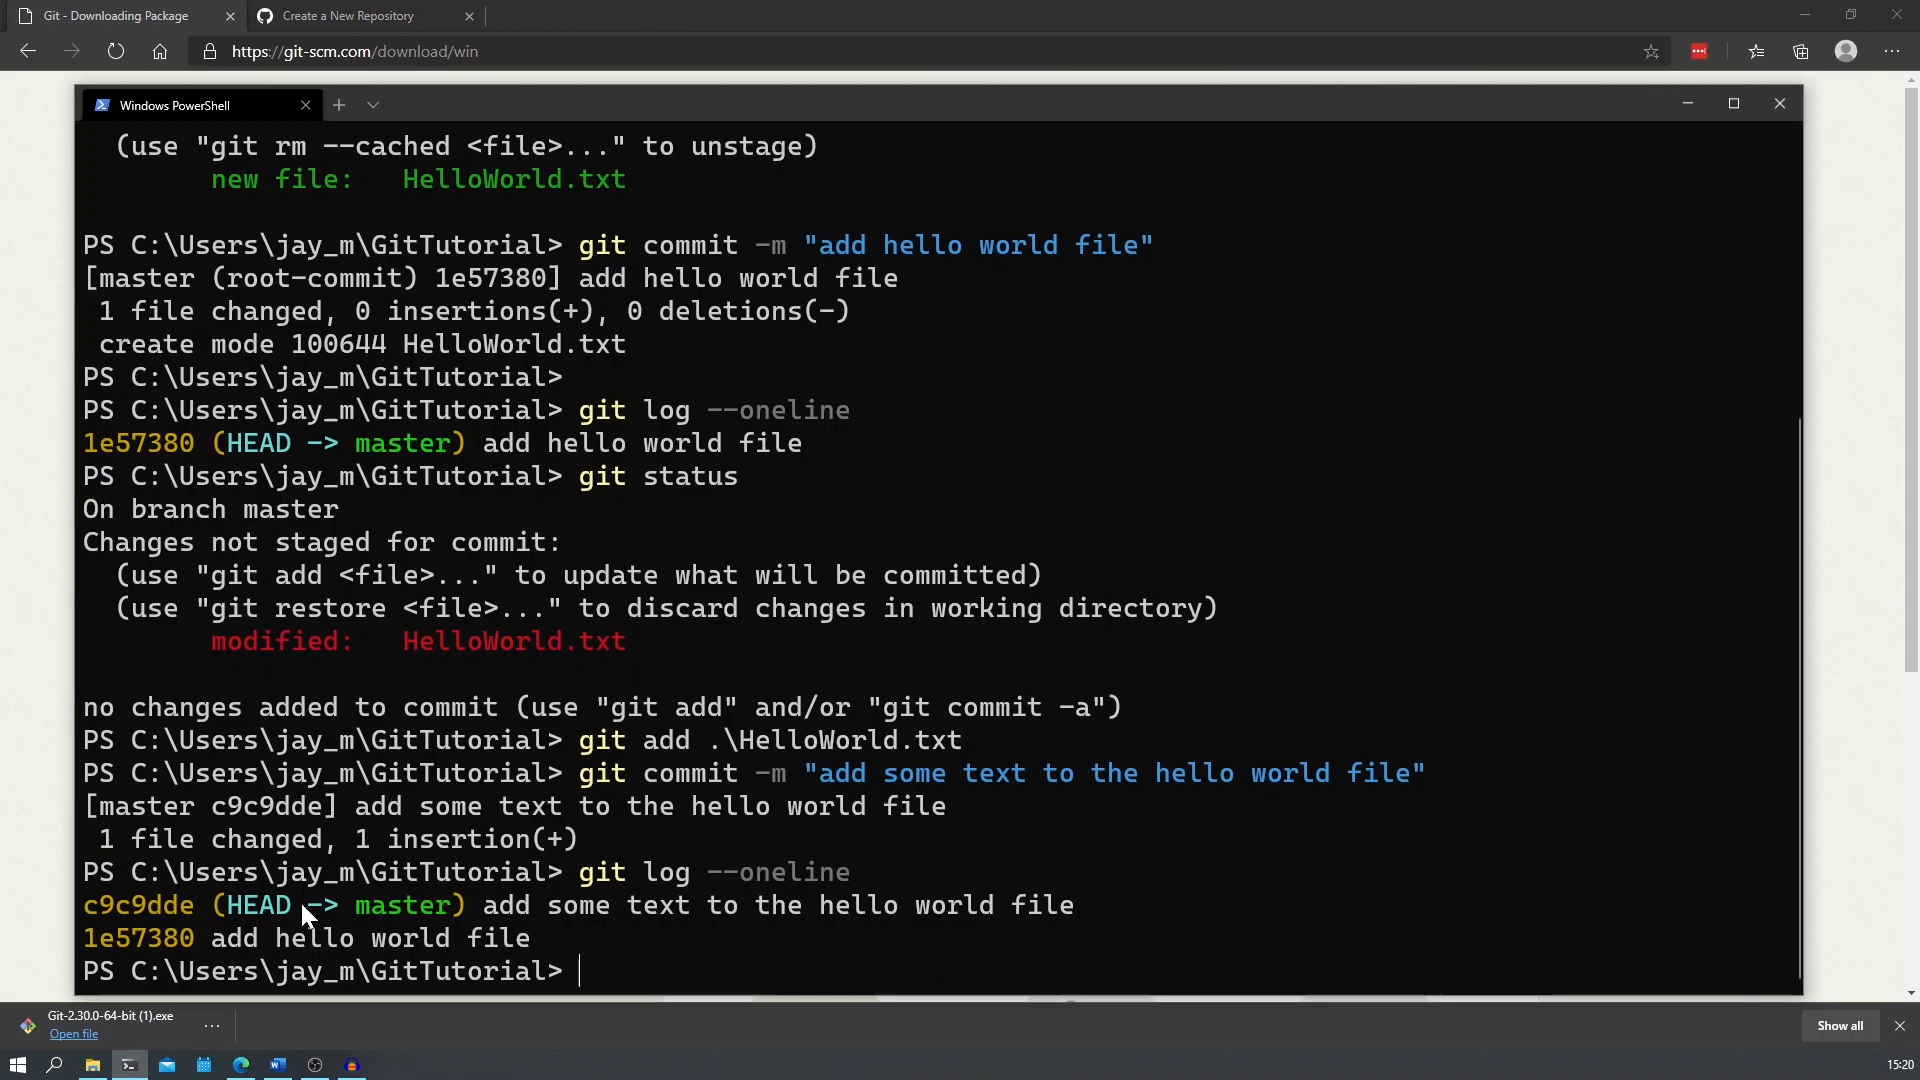 Git - Downloading Package
Create a New Repository
https://git-scm.com/download/win
Windows PowerShell
(use "git rm --cached <file>..." to unstage)
new file:   HelloWorld.txt
PS C:\Users\jay_m\GitTutorial> git commit -m "add hello world file"
[master (root-commit) 1e57380] add hello world file
1 file changed, 0 insertions(+), 0 deletions(-)
create mode 100644 HelloWorld.txt
PS C:\Users\jay_m\GitTutorial>
PS C:\Users\jay_m\GitTutorial> git log --oneline
1e57380 (HEAD -> master) add hello world file
PS C:\Users\jay_m\GitTutorial> git status
On branch master
Changes not staged for commit:
(use "git add <file>..." to update what will be committed)
(use "git restore <file>..." to discard changes in working directory)
modified:   HelloWorld.txt
no changes added to commit (use "git add" and/or "git commit -a")
PS C:\Users\jay_m\GitTutorial> git add .\HelloWorld.txt
PS C:\Users\jay_m\GitTutorial> git commit -m "add some text to the hello world file"
[master c9c9dde] add some text to the hello world file
1 file changed, 1 insertion(+)
PS C:\Users\jay_m\GitTutorial> git log --oneline
c9c9dde (HEAD -> master) add some text to the hello world file
1e57380 add hello world file
PS C:\Users\jay_m\GitTutorial>
Git-2.30.0-64-bit (1).exe
Open file
Show all
15:20